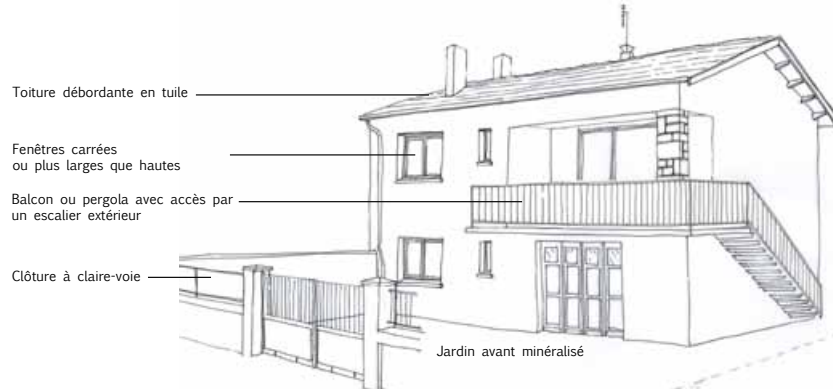 Toiture débordante en tuile
Fenêtres carrées
ou plus larges que hautes
Balcon ou pergola avec accès par
un escalier extérieur
Clôture à claire-voie
Jardin avant minéralisé